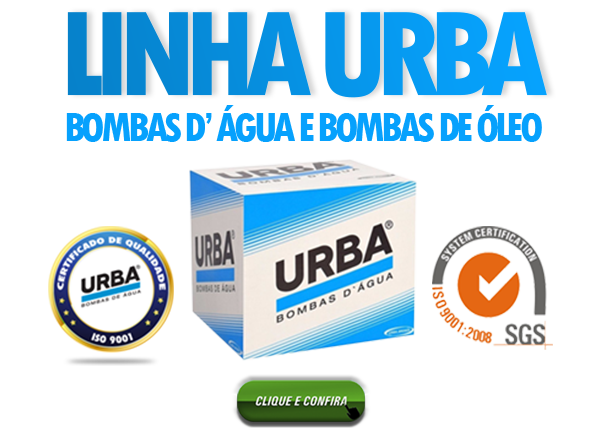 LINHA URBA
BOMBAS D' ÁGUA E BOMBAS DE ÓLEO
CERTIFICADO DE QUALIDADE
URBA®
BOMBAS DE ÁGUA
ISO 9001
URBA®
BOMBAS D'ÁGUA
URBA®
BOMBAS D'ÁGUA
SYSTEM CERTIFICATION
ISO 9001:2008
SGS
CLIQUE E CONFIRA